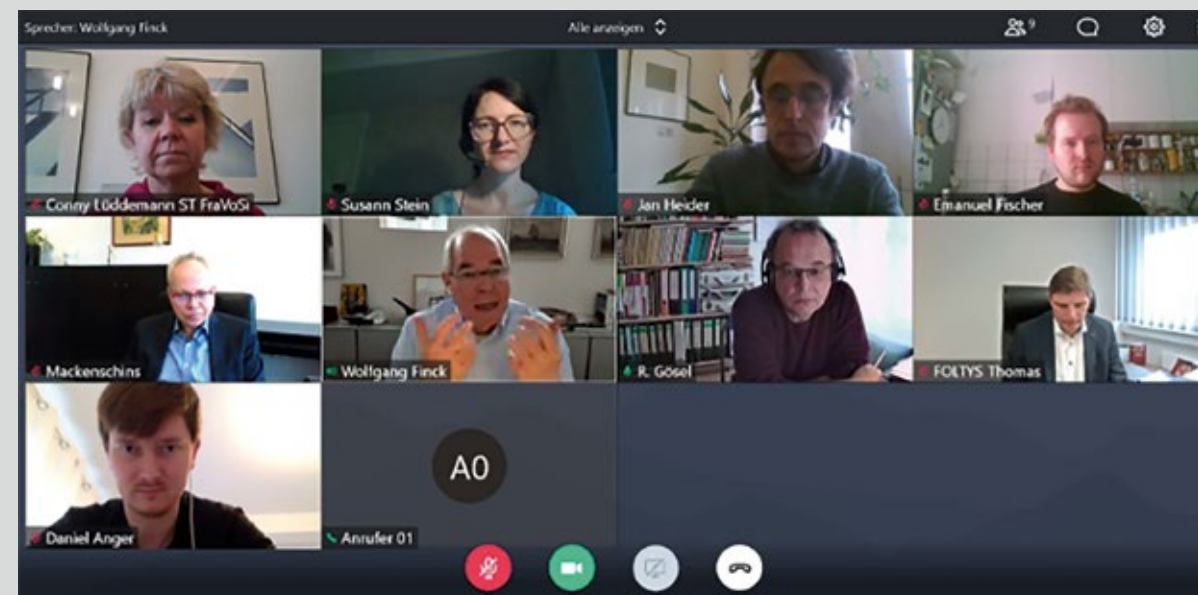 Sprecher: Wolfgang Finck
Alle anzeigen
9
Conny Lüddemann ST FraVoSi
Susann Stein
Jan Heider
Emanuel Fischer
Mackenschins
Wolfgang Finck
R. Gösel
FOLTYS Thomas
Daniel Anger
A0
Anrufer 01